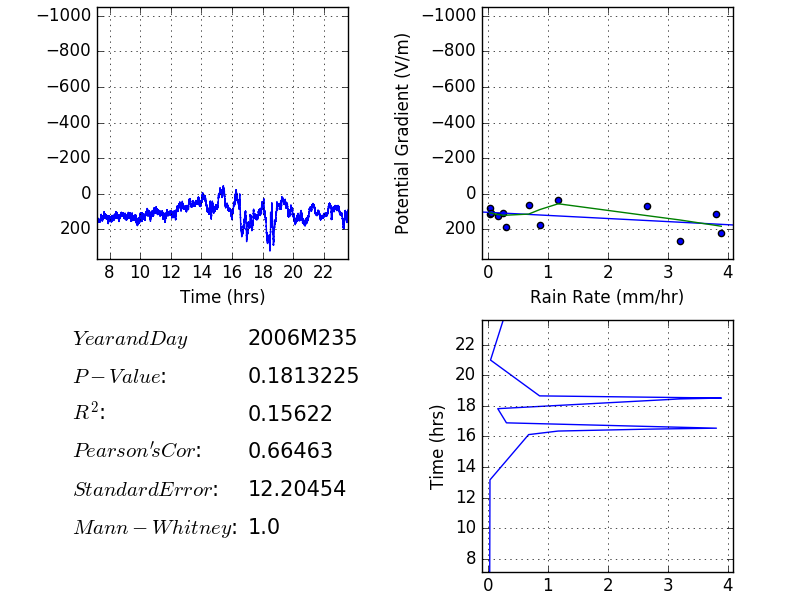 −1000
−800
−600
−400
−200
0
200
8 10 12 14 16 18 20 22
Time (hrs)
Potential Gradient (V/m)
−1000
−800
−600
−400
−200
0
200
0 1 2 3 4
Rain Rate (mm/hr)
YearandDay 2006M235
P − Value: 0.1813225
R²: 0.15622
Pearson'sCor: 0.66463
StandardError: 12.20454
Mann − Whitney: 1.0
Time (hrs)
22
20
18
16
14
12
10
8
0 1 2 3 4